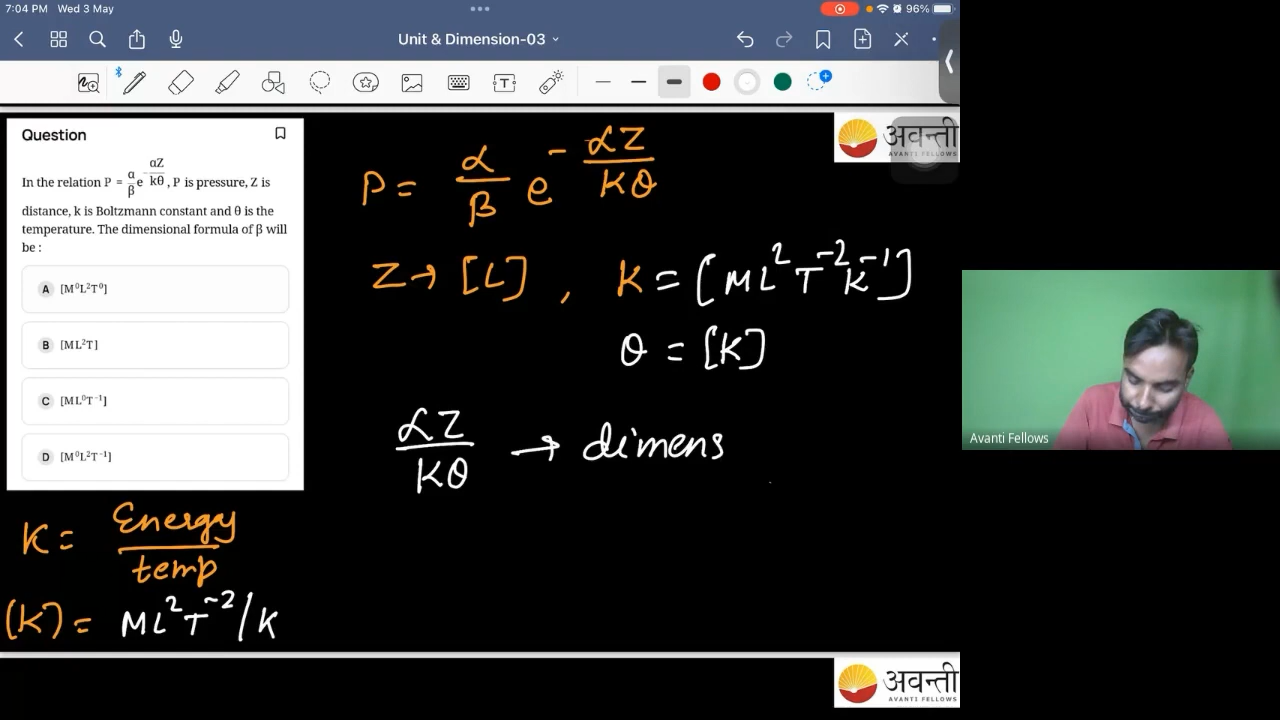 7:04 PM Wed 3 May
96%
Unit & Dimension-03
Question
In the relation P = α/β e^(-αZ/kθ), P is pressure, Z is
distance, k is Boltzmann constant and θ is the
temperature. The dimensional formula of β will
be :
A [M⁰L²T⁰]
B [ML²T]
C [ML⁰T⁻¹]
D [M⁰L²T⁻¹]
अवन्ती
AVANTI FELLOWS
P = α/β e^(-αZ/Kθ)
Z → [L] , K = [ML²T⁻²K⁻¹]
θ = [K]
αZ/Kθ → dimens
K = Energy/temp
(K) = ML²T⁻²/K
Avanti Fellows
अवन्ती
AVANTI FELLOWS